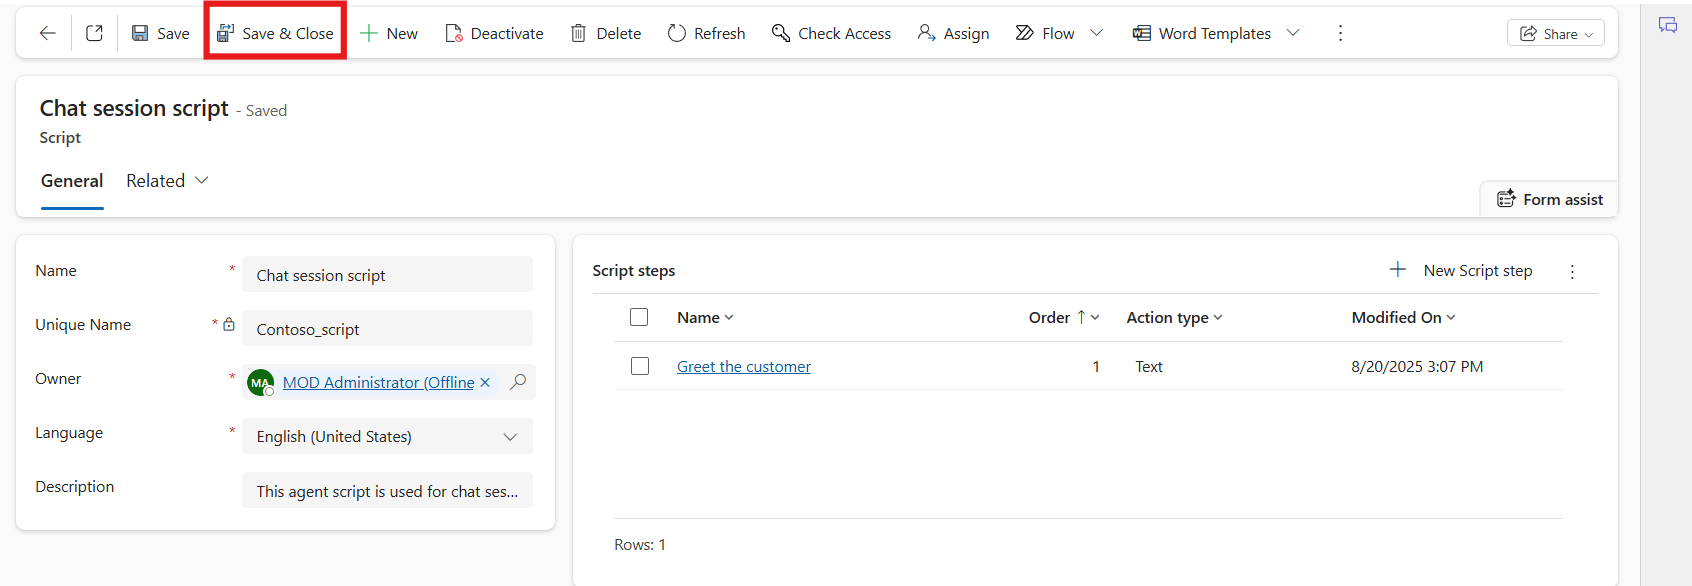 Save
Save & Close
New
Deactivate
Delete
Refresh
Check Access
Assign
Flow
Word Templates
Share
Chat session script - Saved
Script
General
Related
Form assist
Name * Chat session script
Unique Name * Contoso_script
Owner * MA MOD Administrator (Offline
Language * English (United States)
Description This agent script is used for chat ses...
Script steps
New Script step
Name Order Action type Modified On
Greet the customer 1 Text 8/20/2025 3:07 PM
Rows: 1